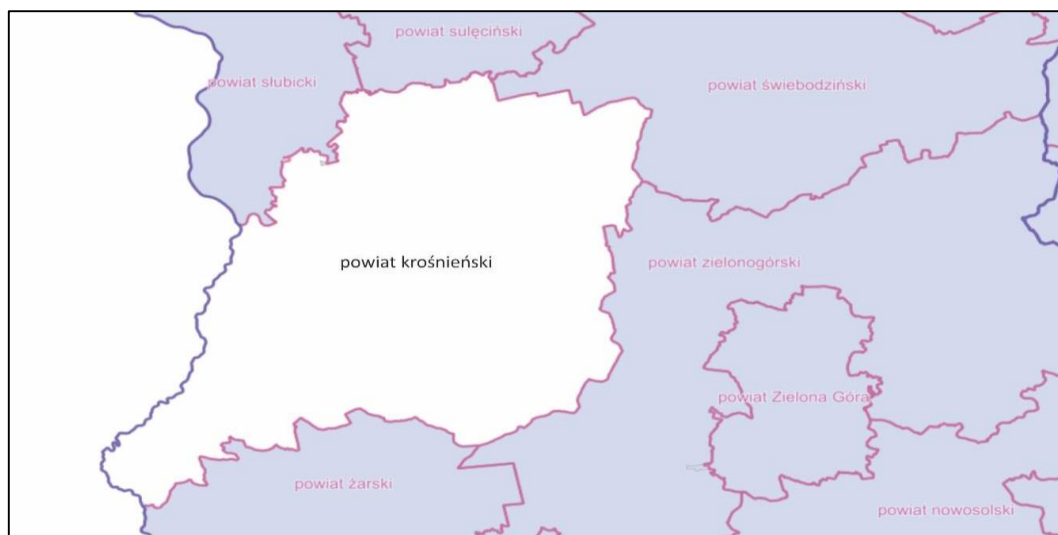 powiat sulęciński
powiat słubicki
powiat świebodziński
powiat krośnieński
powiat zielonogórski
powiat Zielona Góra
powiat żarski
powiat nowosolski